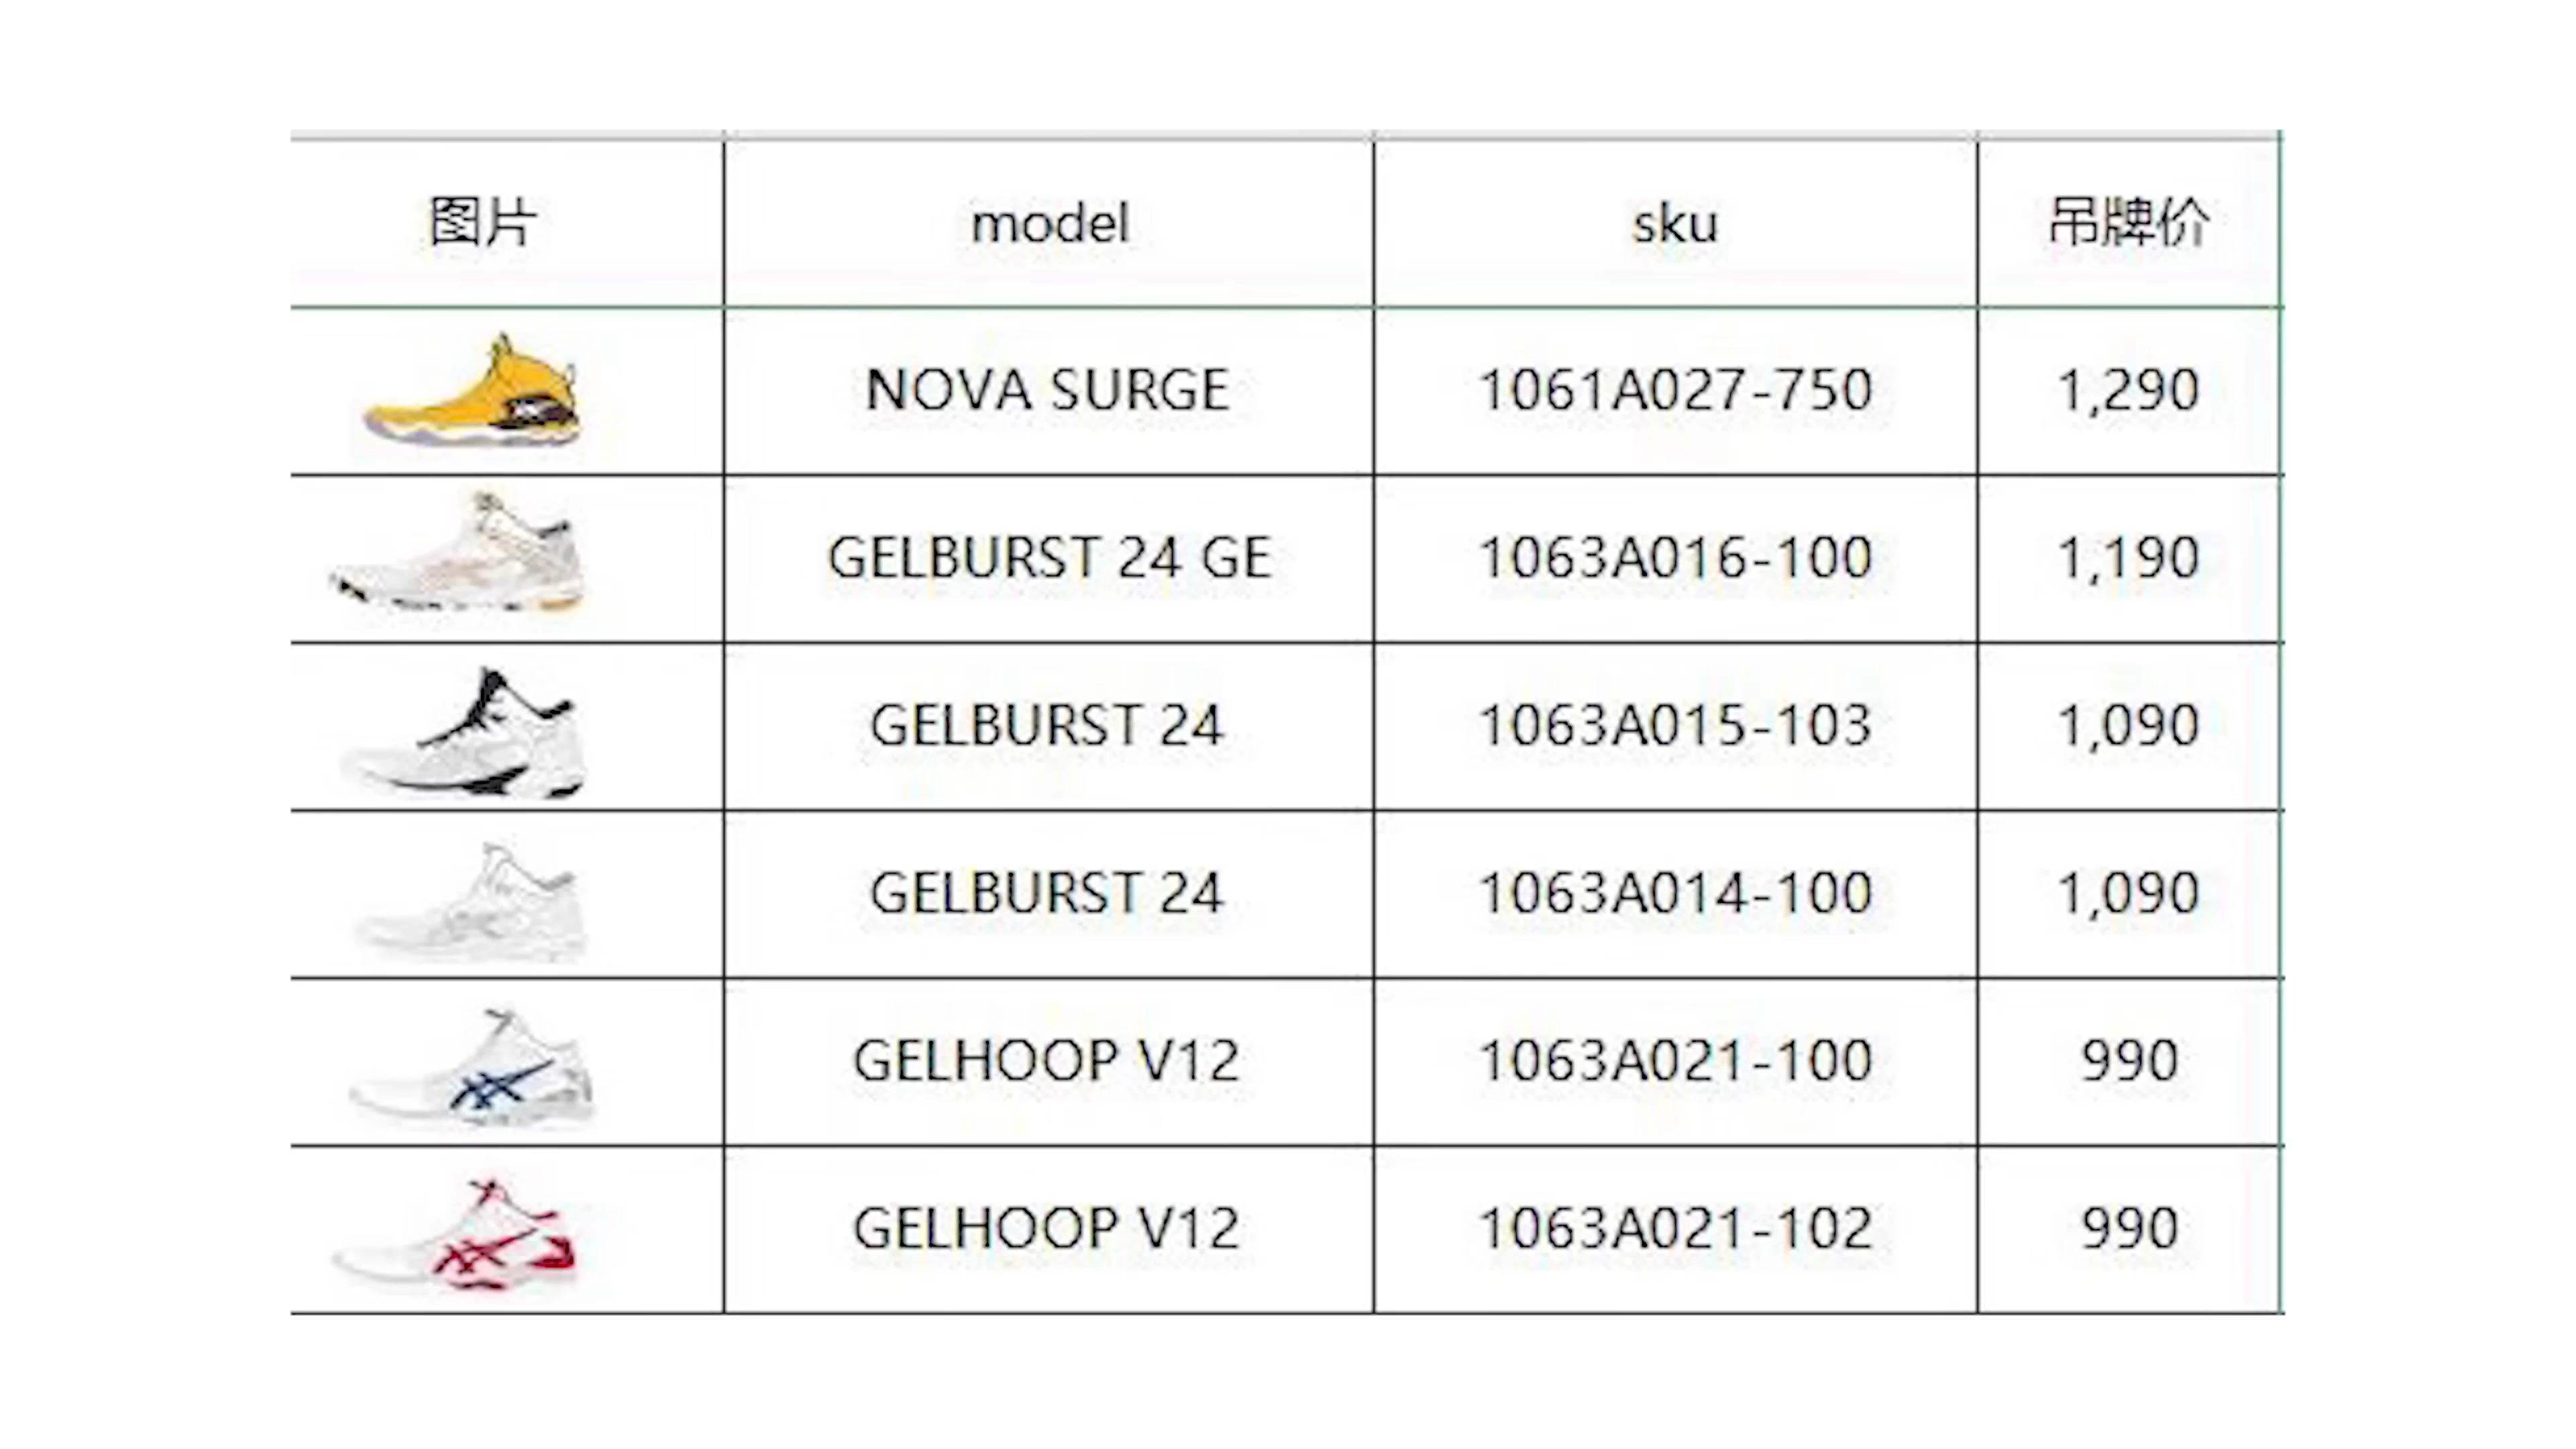 图片 model sku 吊牌价
NOVA SURGE 1061A027-750 1,290
GELBURST 24 GE 1063A016-100 1,190
GELBURST 24 1063A015-103 1,090
GELBURST 24 1063A014-100 1,090
GELHOOP V12 1063A021-100 990
GELHOOP V12 1063A021-102 990